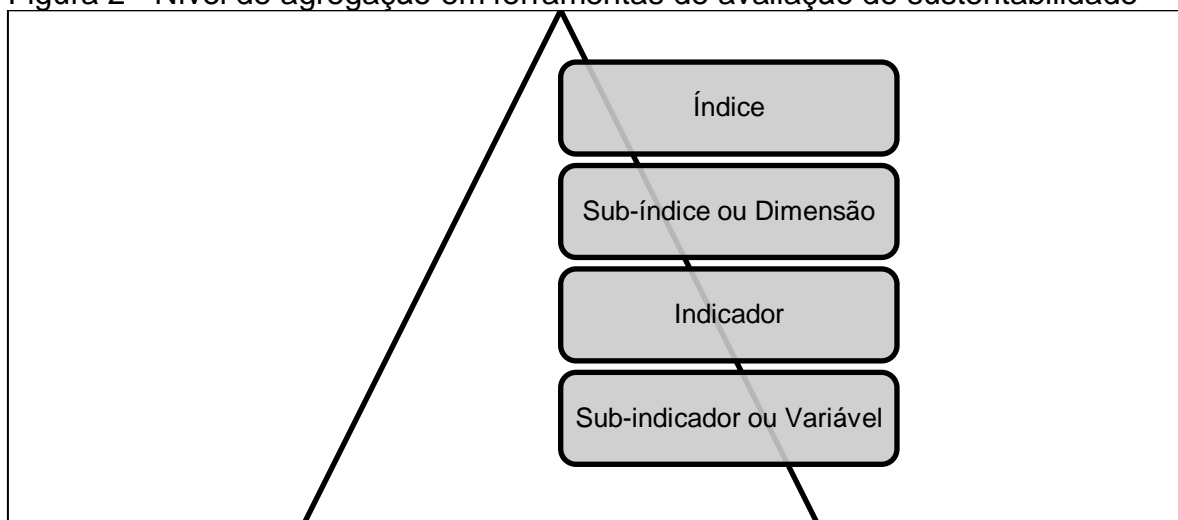 Figura 2 - Nível de agregação em ferramentas de avaliação de sustentabilidade
Índice
Sub-índice ou Dimensão
Indicador
Sub-indicador ou Variável